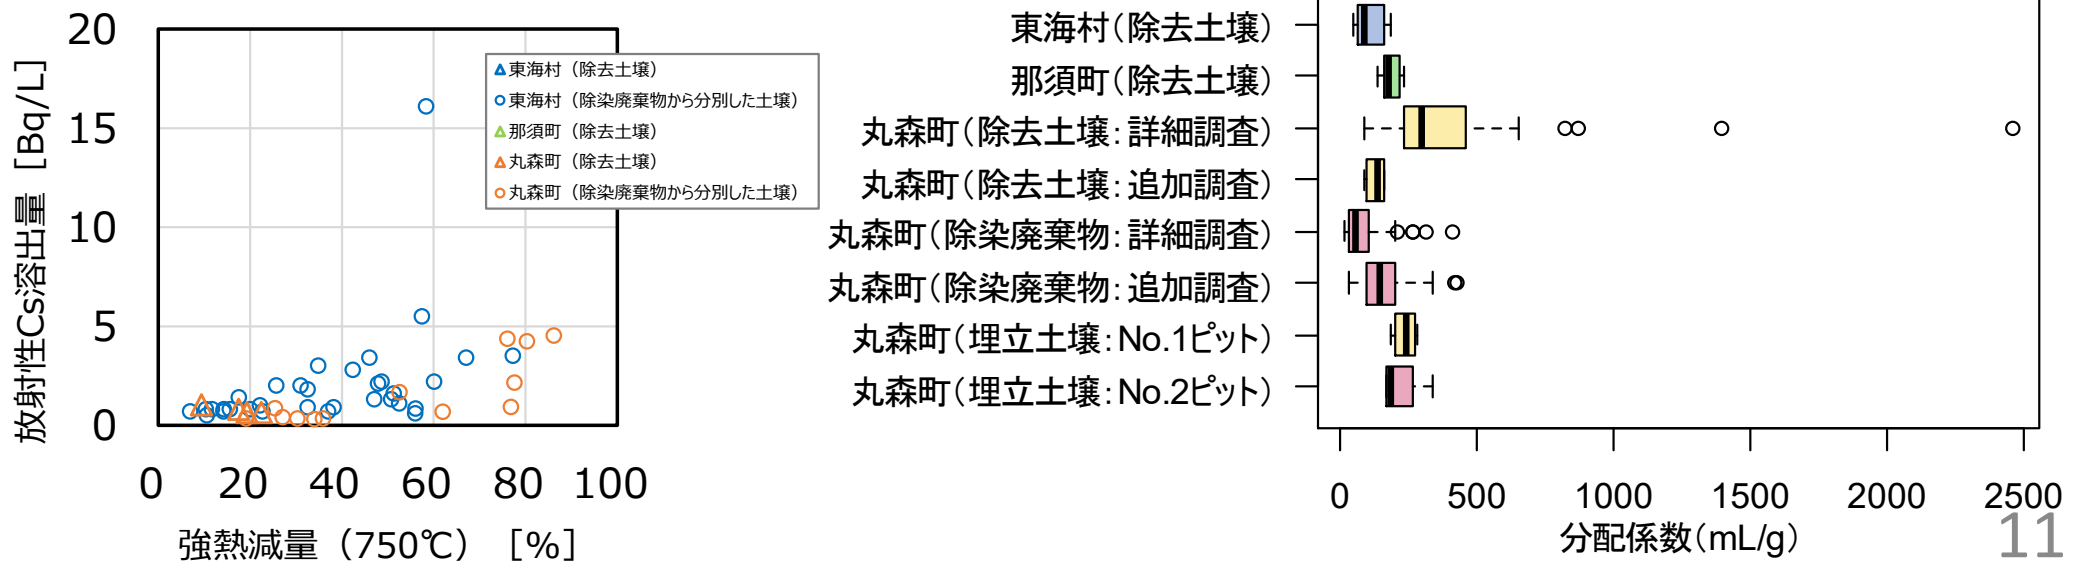 放射性Cs溶出量 [Bq/L]
20
15
10
5
0
東海村（除去土壌）
東海村（除染廃棄物から分別した土壌）
那須町（除去土壌）
丸森町（除去土壌）
丸森町（除染廃棄物から分別した土壌）
0 20 40 60 80 100
強熱減量（750℃） [%]
東海村（除去土壌）
那須町（除去土壌）
丸森町（除去土壌：詳細調査）
丸森町（除去土壌：追加調査）
丸森町（除染廃棄物：詳細調査）
丸森町（除染廃棄物：追加調査）
丸森町（埋立土壌：No.1ピット）
丸森町（埋立土壌：No.2ピット）
0 500 1000 1500 2000 2500
分配係数（mL/g）
11